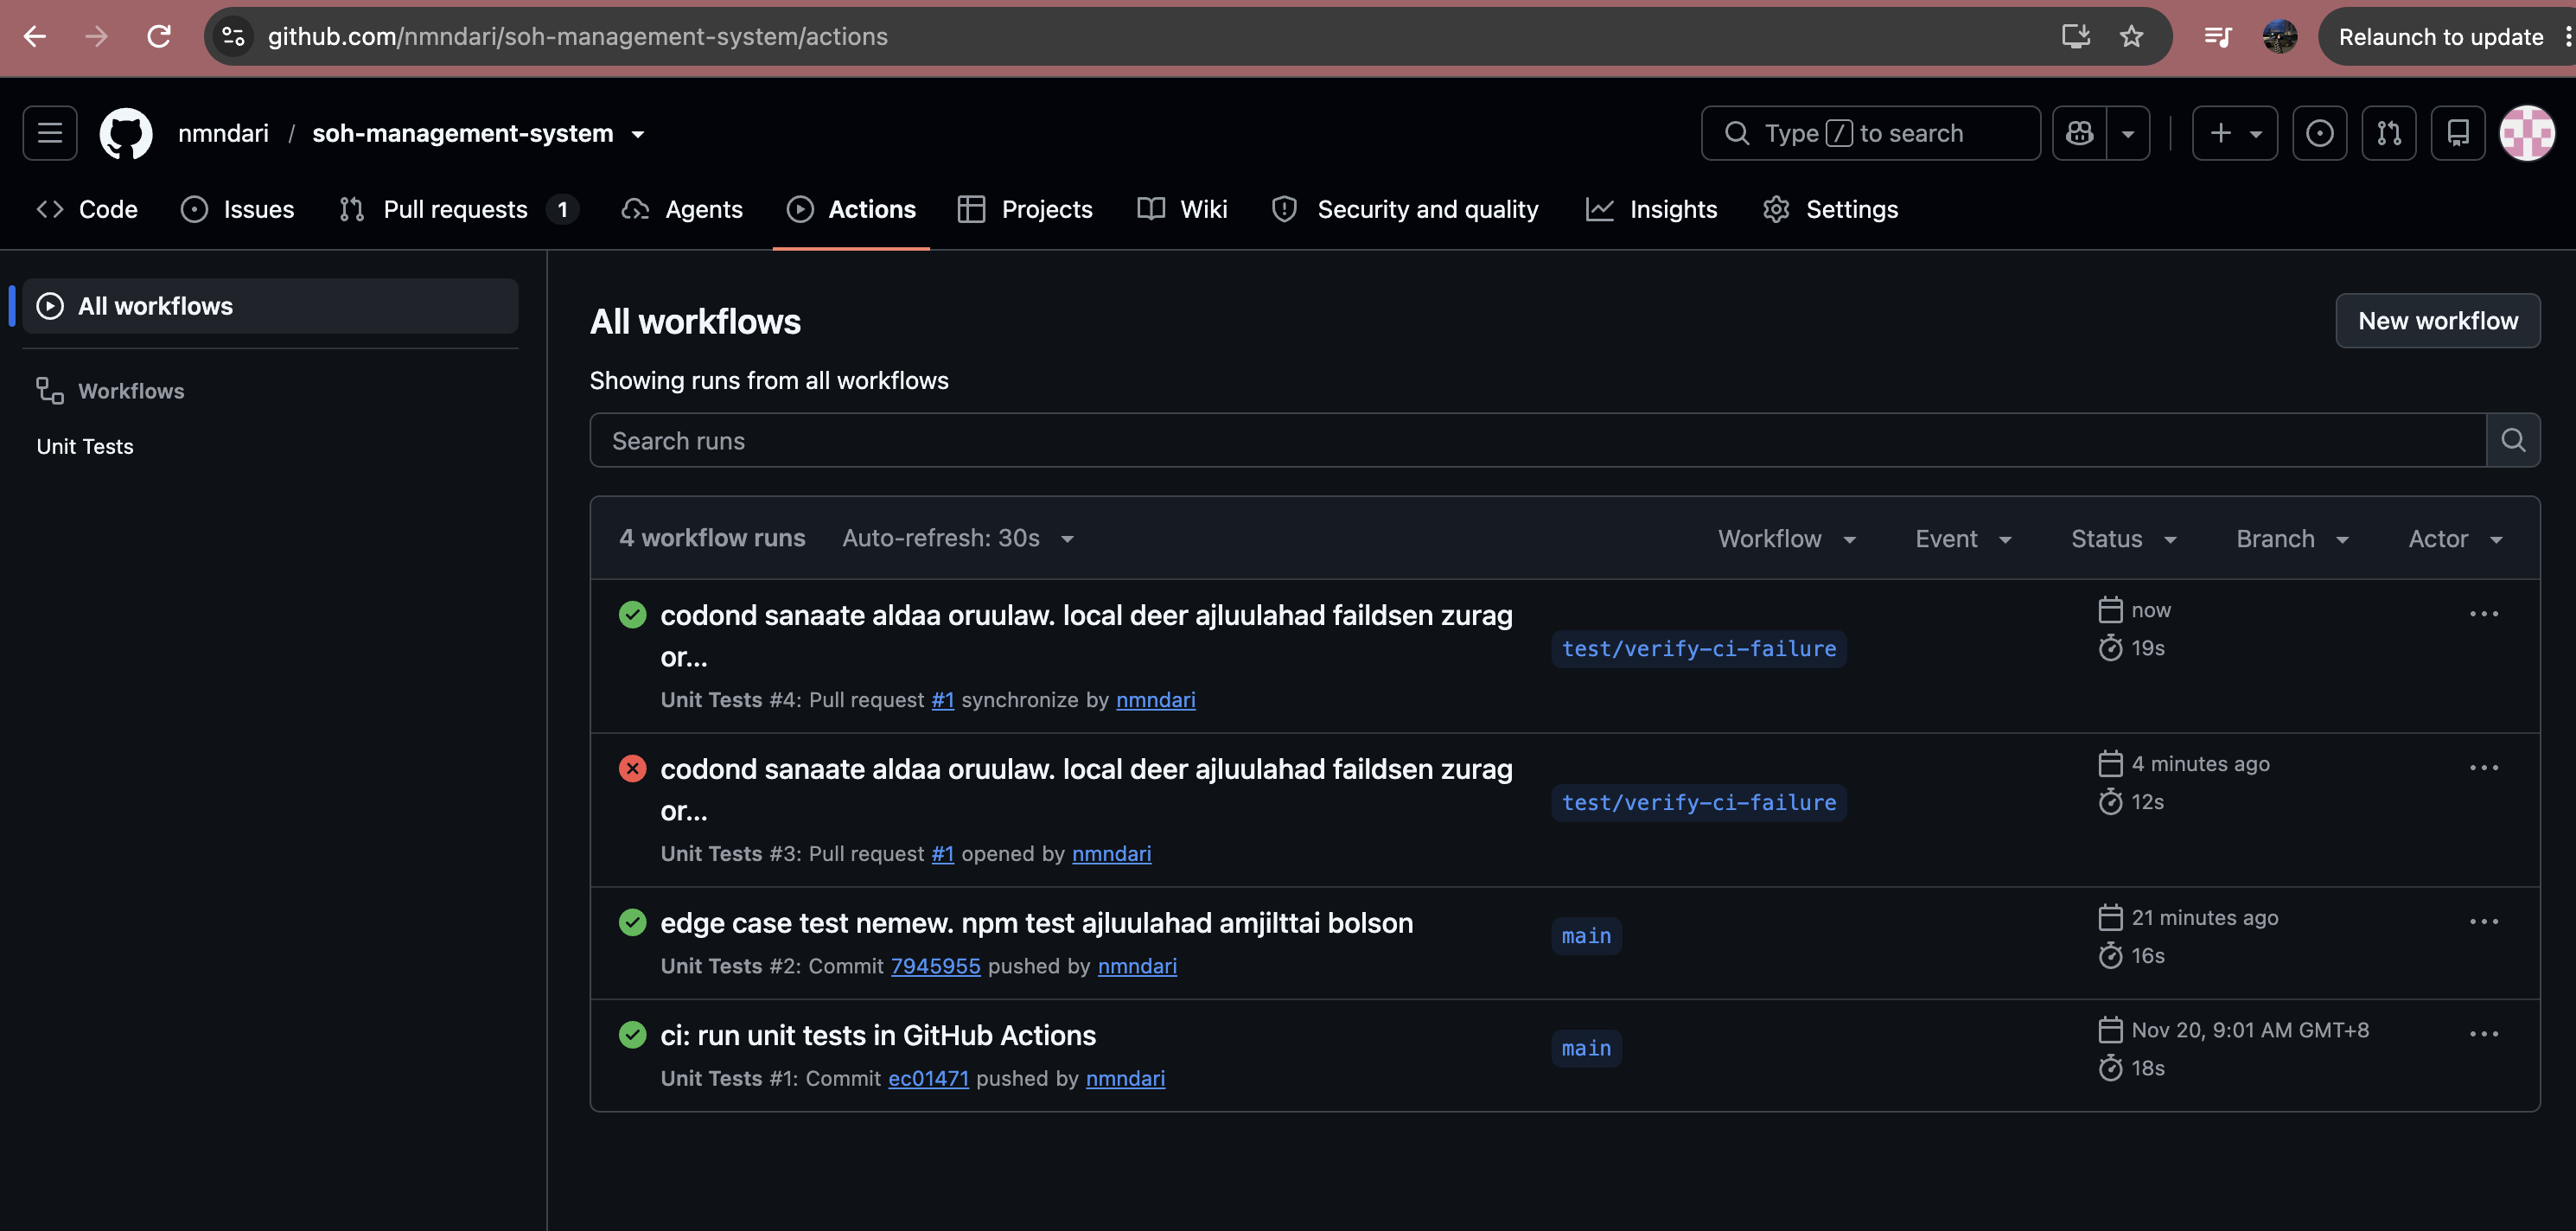 github.com/nmndari/soh-management-system/actions
Relaunch to update
nmndari / soh-management-system
Type / to search
Code
Issues
Pull requests 1
Agents
Actions
Projects
Wiki
Security and quality
Insights
Settings
All workflows
Workflows
Unit Tests
All workflows
New workflow
Showing runs from all workflows
Search runs
4 workflow runs Auto-refresh: 30s Workflow Event Status Branch Actor
codond sanaate aldaa oruulaw. local deer ajluulahad faildsen zurag
or...
Unit Tests #4: Pull request #1 synchronize by nmndari
test/verify-ci-failure
now
19s
codond sanaate aldaa oruulaw. local deer ajluulahad faildsen zurag
or...
Unit Tests #3: Pull request #1 opened by nmndari
test/verify-ci-failure
4 minutes ago
12s
edge case test nemew. npm test ajluulahad amjilttai bolson
Unit Tests #2: Commit 7945955 pushed by nmndari
main
21 minutes ago
16s
ci: run unit tests in GitHub Actions
Unit Tests #1: Commit ec01471 pushed by nmndari
main
Nov 20, 9:01 AM GMT+8
18s